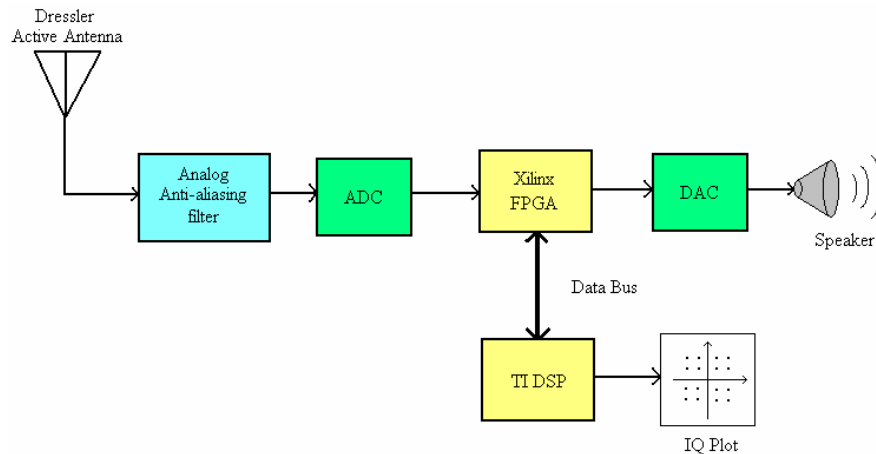 Dressler
Active Antenna
Analog
Anti-aliasing
filter
ADC
Xilinx
FPGA
DAC
Speaker
Data Bus
TI DSP
IQ Plot